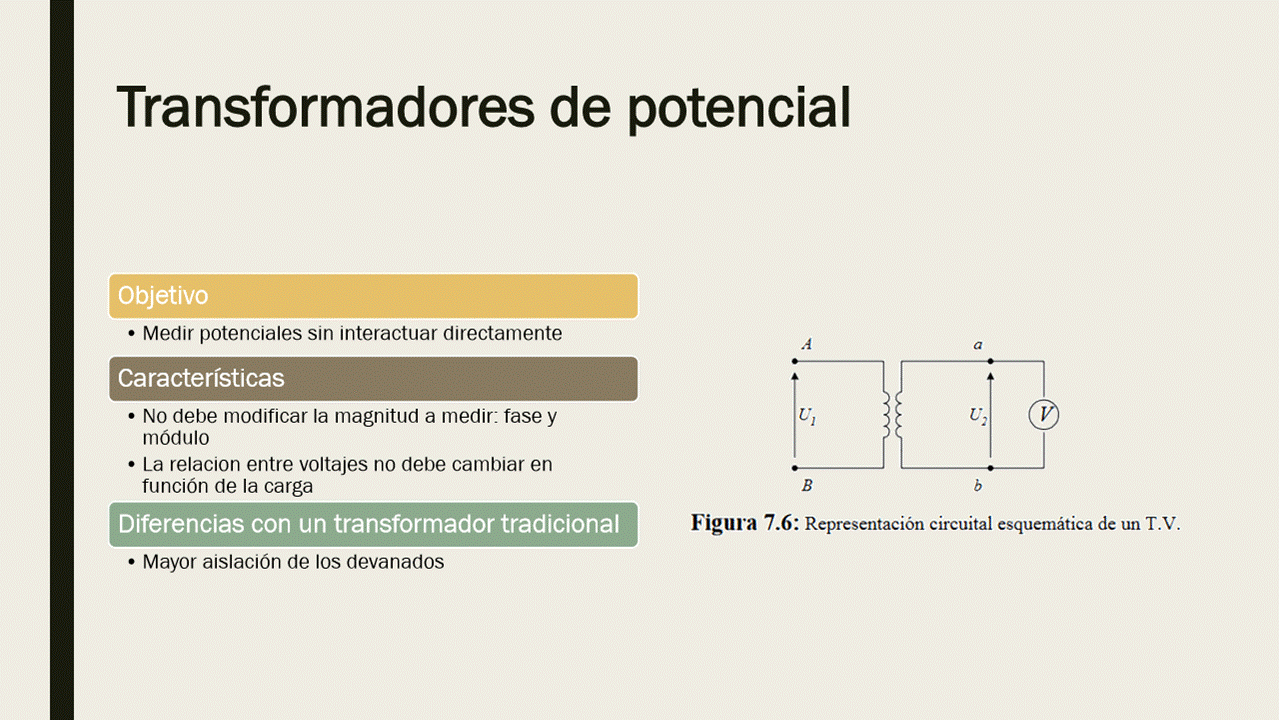 Transformadores de potencial
Objetivo
• Medir potenciales sin interactuar directamente
Características
• No debe modificar la magnitud a medir: fase y
módulo
• La relacion entre voltajes no debe cambiar en
función de la carga
Diferencias con un transformador tradicional
• Mayor aislación de los devanados
A
a
U1
U2
V
B
b
Figura 7.6: Representación circuital esquemática de un T.V.